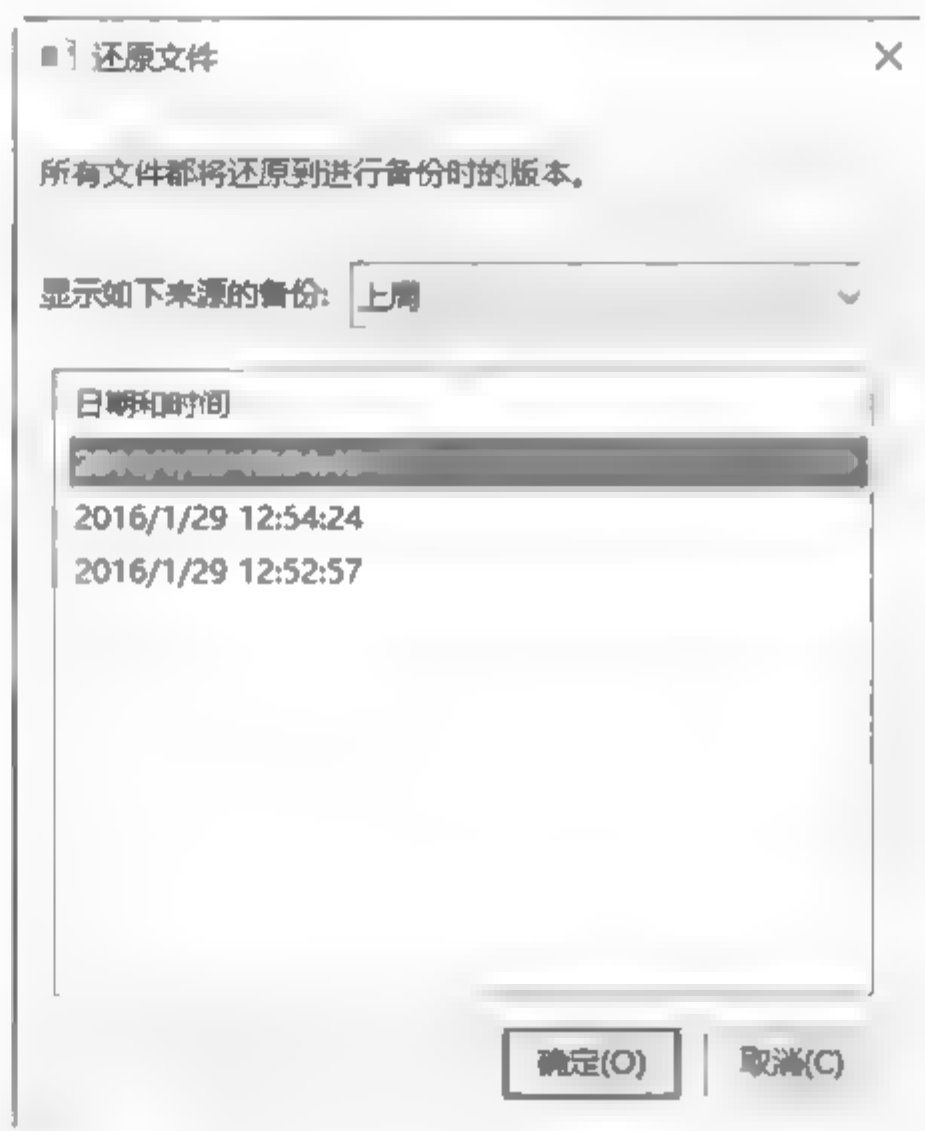 还原文件
所有文件都将还原到进行备份时的版本。
显示如下来源的备份: 上周
日期和时间
2016/1/29 12:54:24
2016/1/29 12:52:57
确定(O) 取消(C)